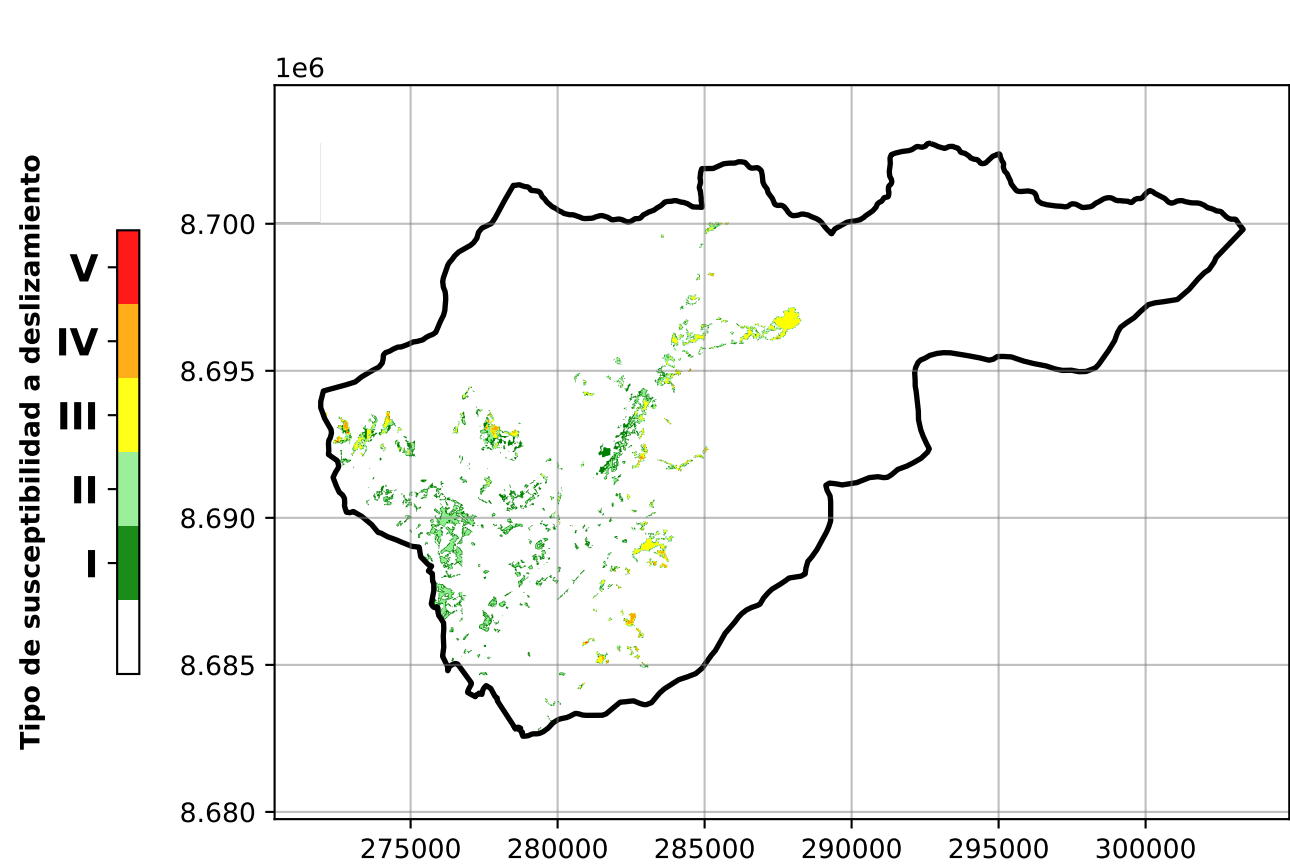 1e6
Tipo de susceptibilidad a deslizamiento
V
IV
III
II
I
8.700
8.695
8.690
8.685
8.680
275000 280000 285000 290000 295000 300000